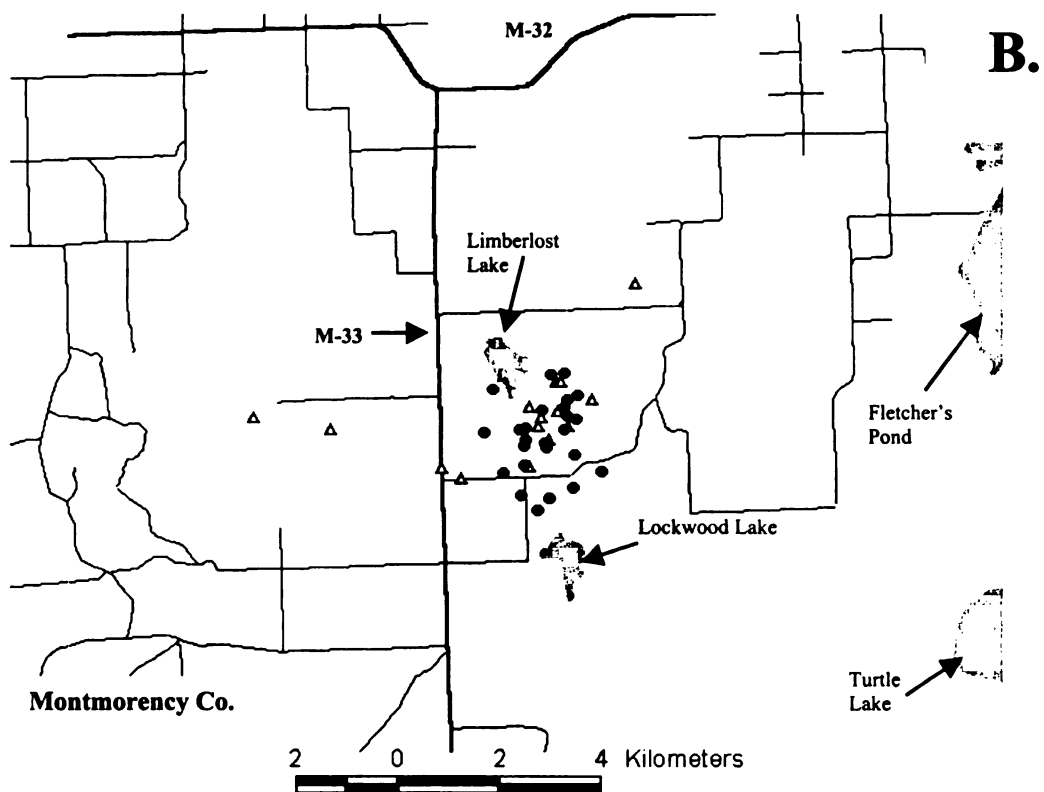 M-32
B.
Limberlost
Lake
M-33
Fletcher's
Pond
Lockwood Lake
Turtle
Lake
Montmorency Co.
2 0 2 4 Kilometers